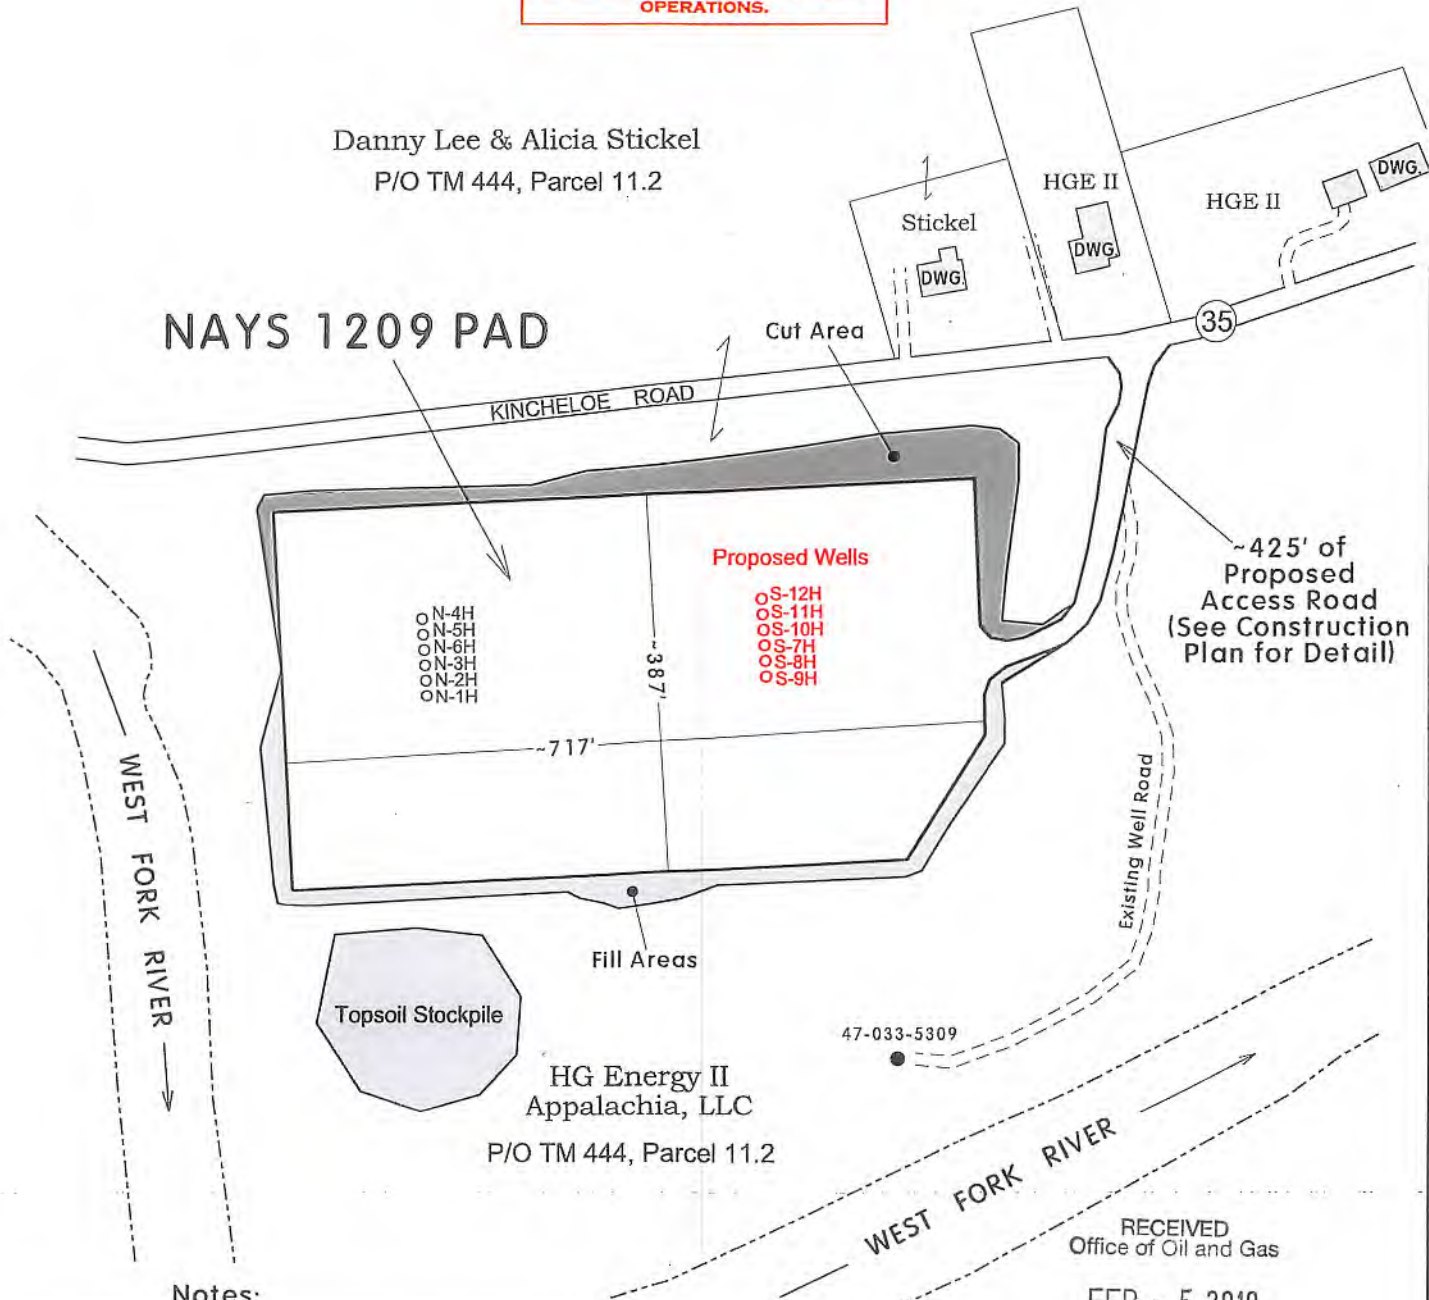 OPERATIONS.
Danny Lee & Alicia Stickel
P/O TM 444, Parcel 11.2
HGE II
DWG.
HGE II
DWG.
Stickel
DWG.
35
NAYS 1209 PAD
Cut Area
KINCHELOE ROAD
~425' of
Proposed
Access Road
(See Construction
Plan for Detail)
Proposed Wells
N-4H
N-5H
N-6H
N-3H
N-2H
N-1H
S-12H
S-11H
S-10H
S-7H
S-8H
S-9H
~387'
~717'
WEST FORK RIVER
Existing Well Road
Fill Areas
Topsoil Stockpile
47-033-5309
HG Energy II
Appalachia, LLC
P/O TM 444, Parcel 11.2
WEST FORK RIVER
RECEIVED
Office of Oil and Gas
Notes: